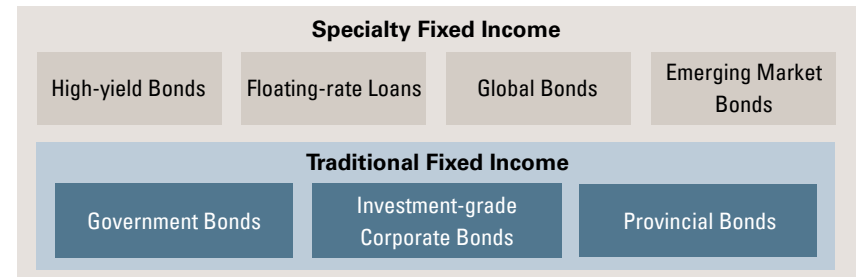 Specialty Fixed Income
High-yield Bonds
Floating-rate Loans
Global Bonds
Emerging Market
Bonds
Traditional Fixed Income
Government Bonds
Investment-grade
Corporate Bonds
Provincial Bonds